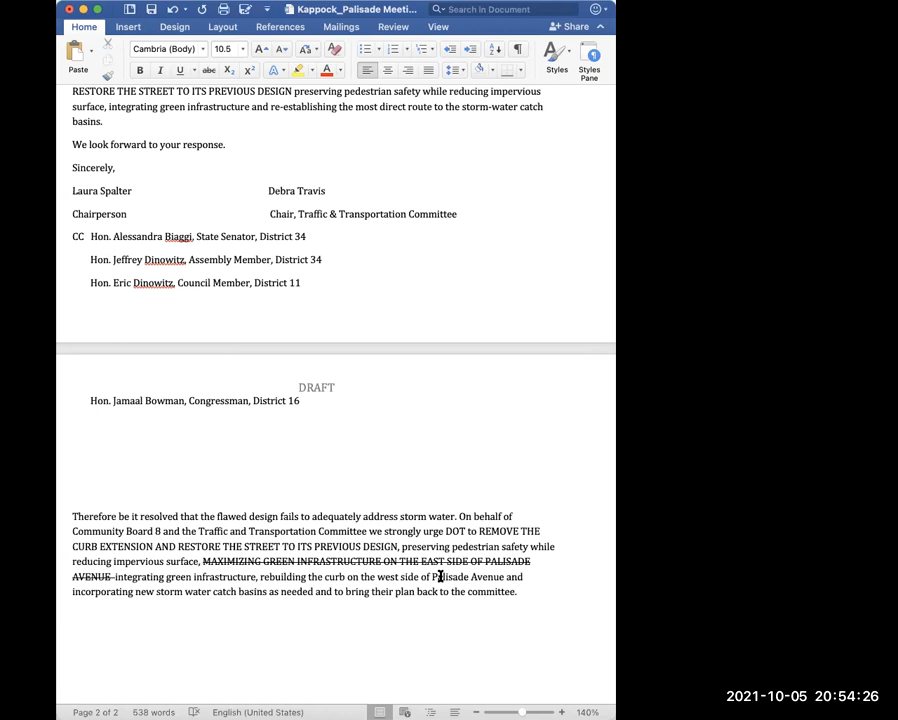 Kappock_Palisade Meeti...
Search in Document
Home Insert Design Layout References Mailings Review View Share
Paste Cambria (Body) 10.5 Styles Styles Pane
RESTORE THE STREET TO ITS PREVIOUS DESIGN preserving pedestrian safety while reducing impervious
surface, integrating green infrastructure and re-establishing the most direct route to the storm-water catch
basins.
We look forward to your response.
Sincerely,
Laura Spalter Debra Travis
Chairperson Chair, Traffic & Transportation Committee
CC Hon. Alessandra Biaggi, State Senator, District 34
Hon. Jeffrey Dinowitz, Assembly Member, District 34
Hon. Eric Dinowitz, Council Member, District 11
DRAFT
Hon. Jamaal Bowman, Congressman, District 16
Therefore be it resolved that the flawed design fails to adequately address storm water. On behalf of
Community Board 8 and the Traffic and Transportation Committee we strongly urge DOT to REMOVE THE
CURB EXTENSION AND RESTORE THE STREET TO ITS PREVIOUS DESIGN, preserving pedestrian safety while
reducing impervious surface, MAXIMIZING GREEN INFRASTRUCTURE ON THE EAST SIDE OF PALISADE
AVENUE integrating green infrastructure, rebuilding the curb on the west side of Palisade Avenue and
incorporating new storm water catch basins as needed and to bring their plan back to the committee.
2021-10-05 20:54:26
Page 2 of 2 538 words English (United States) 140%